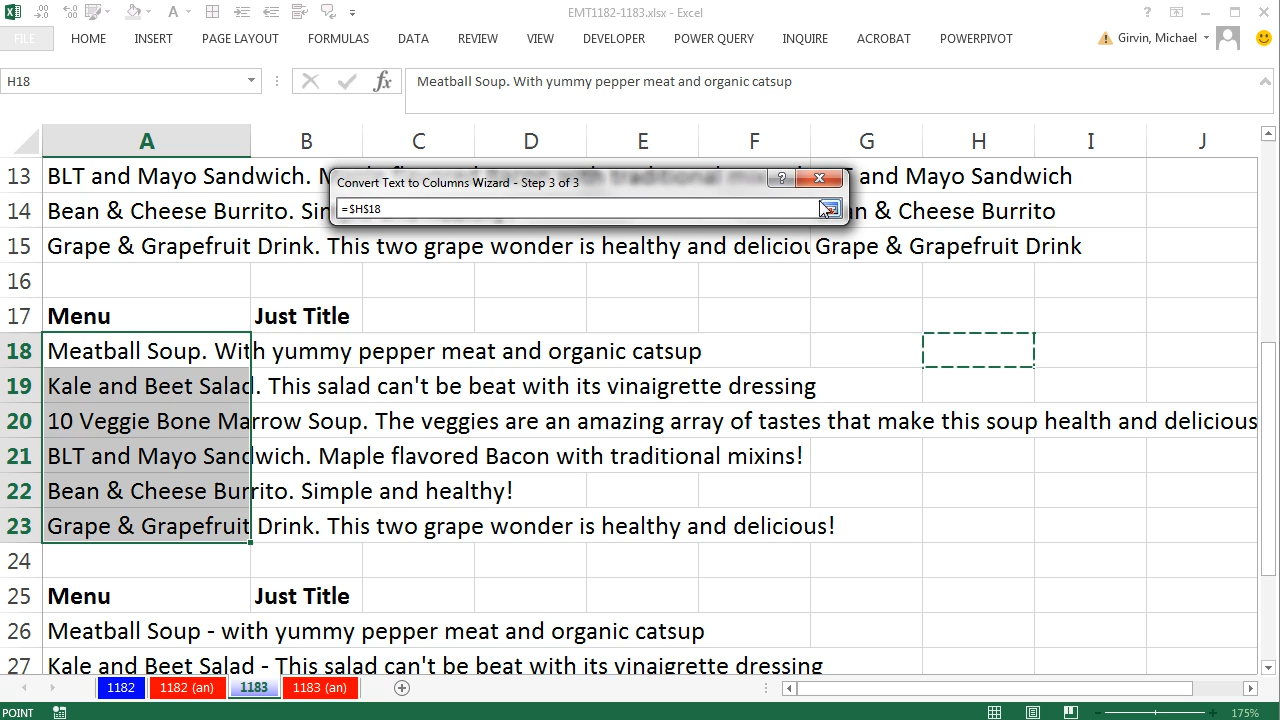 EMT1182-1183.xlsx - Excel
FILE HOME INSERT PAGE LAYOUT FORMULAS DATA REVIEW VIEW DEVELOPER POWER QUERY INQUIRE ACROBAT POWERPIVOT Girvin, Michael
H18 fx Meatball Soup. With yummy pepper meat and organic catsup
A B C D E F G H I J
Convert Text to Columns Wizard - Step 3 of 3
=$H$18
13 BLT and Mayo Sandwich. and Mayo Sandwich
14 Bean & Cheese Burrito. & Cheese Burrito
15 Grape & Grapefruit Drink. This two grape wonder is healthy and deliciou Grape & Grapefruit Drink
16
17 Menu Just Title
18 Meatball Soup. With yummy pepper meat and organic catsup
19 Kale and Beet Salad. This salad can't be beat with its vinaigrette dressing
20 10 Veggie Bone Marrow Soup. The veggies are an amazing array of tastes that make this soup health and delicious
21 BLT and Mayo Sandwich. Maple flavored Bacon with traditional mixins!
22 Bean & Cheese Burrito. Simple and healthy!
23 Grape & Grapefruit Drink. This two grape wonder is healthy and delicious!
24
25 Menu Just Title
26 Meatball Soup - with yummy pepper meat and organic catsup
27 Kale and Beet Salad - This salad can't be beat with its vinaigrette dressing
1182 1182 (an) 1183 1183 (an)
POINT 175%